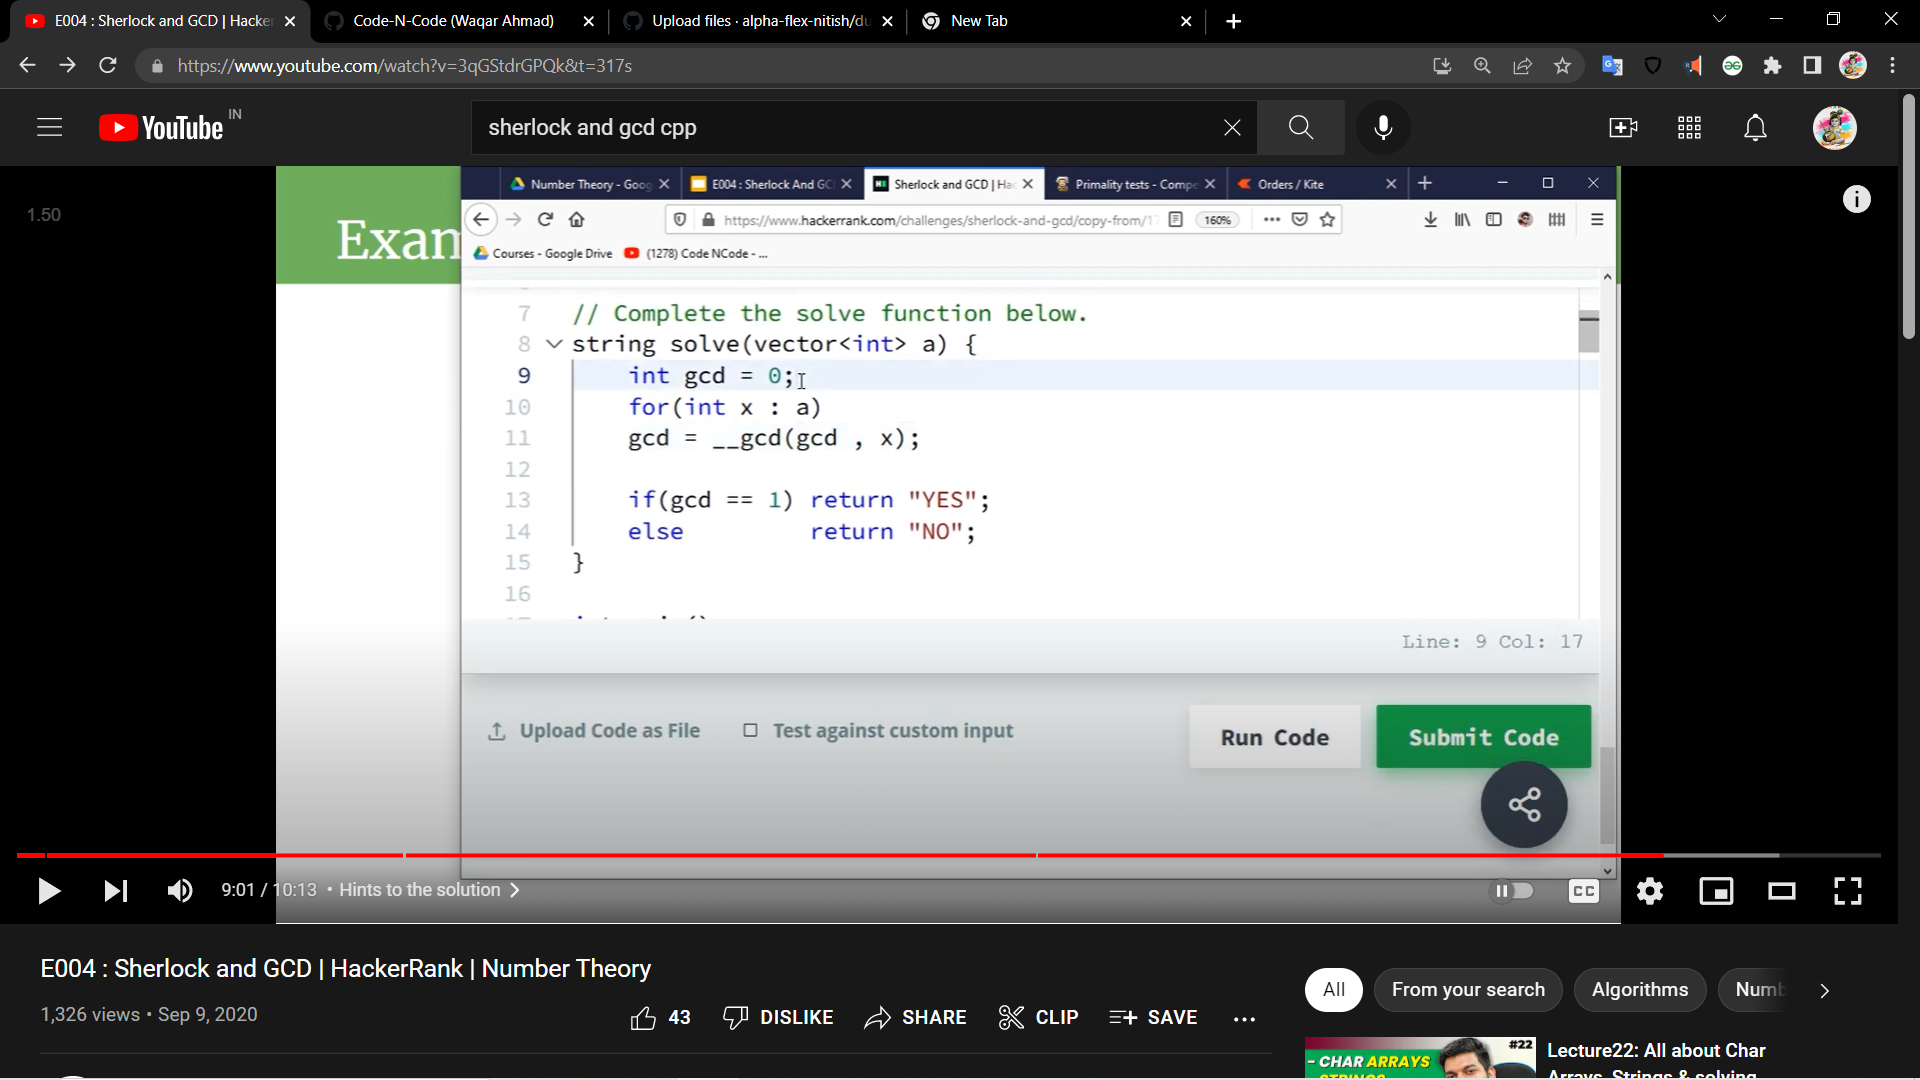 E004 : Sherlock and GCD | Hacke
Code-N-Code (Waqar Ahmad)
Upload files · alpha-flex-nitish/du
New Tab
https://www.youtube.com/watch?v=3qGStdrGPQk&t=317s
YouTube IN
sherlock and gcd cpp
Number Theory - Goog
E004 : Sherlock And GC
Sherlock and GCD | Ha
Primality tests - Compe
Orders / Kite
1.50
Exam
https://www.hackerrank.com/challenges/sherlock-and-gcd/copy-from/1
160%
Courses - Google Drive
(1278) Code NCode - ...
7 // Complete the solve function below.
8 string solve(vector<int> a) {
9 int gcd = 0;
10 for(int x : a)
11 gcd = __gcd(gcd , x);
12
13 if(gcd == 1) return "YES";
14 else return "NO";
15 }
16
Line: 9 Col: 17
Upload Code as File
Test against custom input
Run Code
Submit Code
9:01 / 10:13 • Hints to the solution
CC
E004 : Sherlock and GCD | HackerRank | Number Theory
1,326 views • Sep 9, 2020
43
DISLIKE
SHARE
CLIP
SAVE
All
From your search
Algorithms
Numb
- CHAR ARRAYS
#22
Lecture22: All about Char
Arrays, Strings & solving